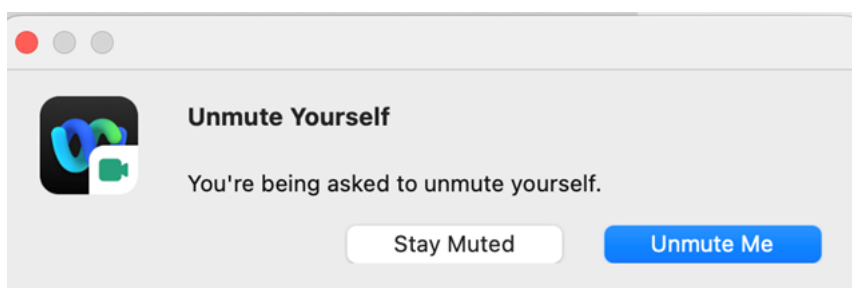 Unmute Yourself
You're being asked to unmute yourself.
Stay Muted Unmute Me